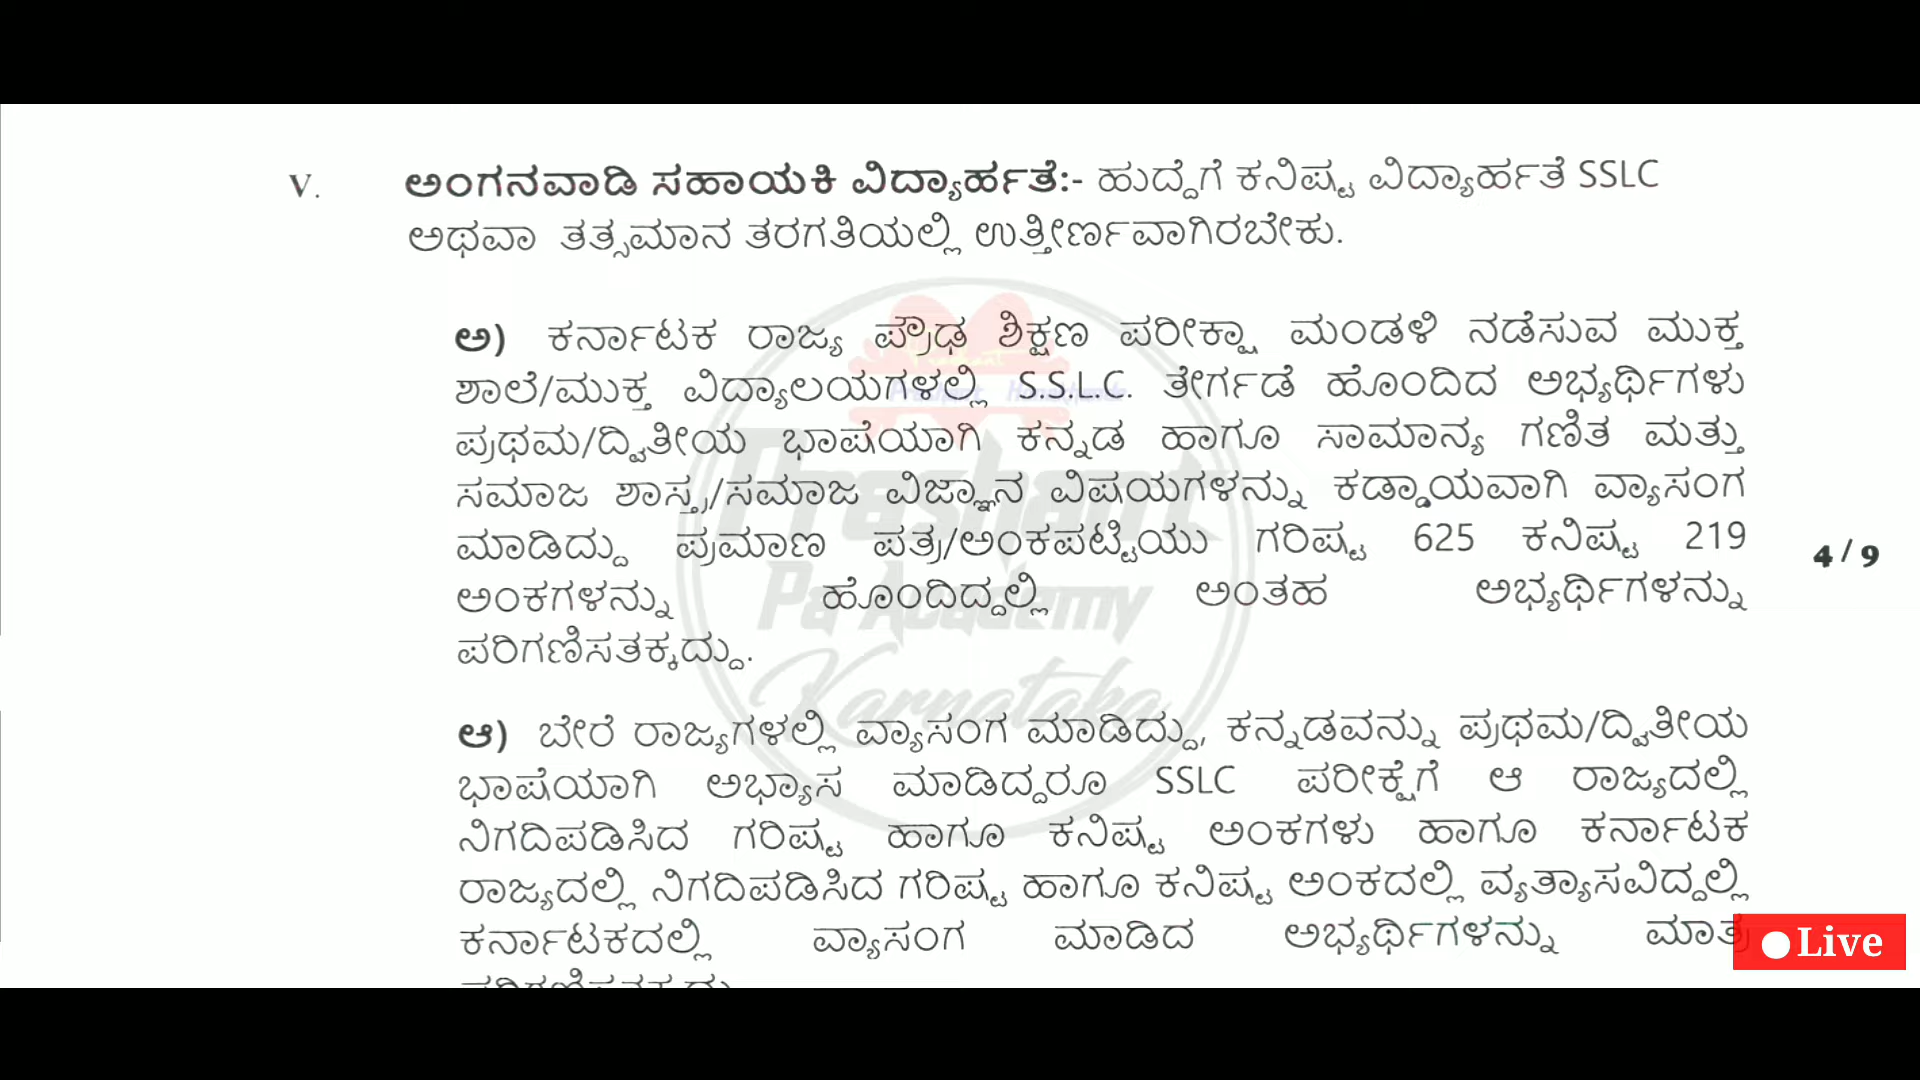 V. ಅಂಗನವಾಡಿ ಸಹಾಯಕಿ ವಿದ್ಯಾರ್ಹತೆ:- ಹುದ್ದೆಗೆ ಕನಿಷ್ಟ ವಿದ್ಯಾರ್ಹತೆ SSLC
ಅಥವಾ ತತ್ಸಮಾನ ತರಗತಿಯಲ್ಲಿ ಉತ್ತೀರ್ಣವಾಗಿರಬೇಕು.
ಅ) ಕರ್ನಾಟಕ ರಾಜ್ಯ ಪ್ರೌಢ ಶಿಕ್ಷಣ ಪರೀಕ್ಷಾ ಮಂಡಳಿ ನಡೆಸುವ ಮುಕ್ತ
ಶಾಲೆ/ಮುಕ್ತ ವಿದ್ಯಾಲಯಗಳಲ್ಲಿ S.S.L.C. ತೇರ್ಗಡೆ ಹೊಂದಿದ ಅಭ್ಯರ್ಥಿಗಳು
ಪ್ರಥಮ/ದ್ವಿತೀಯ ಭಾಷೆಯಾಗಿ ಕನ್ನಡ ಹಾಗೂ ಸಾಮಾನ್ಯ ಗಣಿತ ಮತ್ತು
ಸಮಾಜ ಶಾಸ್ತ್ರ/ಸಮಾಜ ವಿಜ್ಞಾನ ವಿಷಯಗಳನ್ನು ಕಡ್ಡಾಯವಾಗಿ ವ್ಯಾಸಂಗ
ಮಾಡಿದ್ದು ಪ್ರಮಾಣ ಪತ್ರ/ಅಂಕಪಟ್ಟಿಯು ಗರಿಷ್ಟ 625 ಕನಿಷ್ಟ 219
ಅಂಕಗಳನ್ನು ಹೊಂದಿದ್ದಲ್ಲಿ ಅಂತಹ ಅಭ್ಯರ್ಥಿಗಳನ್ನು
ಪರಿಗಣಿಸತಕ್ಕದ್ದು.
4 / 9
ಆ) ಬೇರೆ ರಾಜ್ಯಗಳಲ್ಲಿ ವ್ಯಾಸಂಗ ಮಾಡಿದ್ದು, ಕನ್ನಡವನ್ನು ಪ್ರಥಮ/ದ್ವಿತೀಯ
ಭಾಷೆಯಾಗಿ ಅಭ್ಯಾಸ ಮಾಡಿದ್ದರೂ SSLC ಪರೀಕ್ಷೆಗೆ ಆ ರಾಜ್ಯದಲ್ಲಿ
ನಿಗದಿಪಡಿಸಿದ ಗರಿಷ್ಟ ಹಾಗೂ ಕನಿಷ್ಟ ಅಂಕಗಳು ಹಾಗೂ ಕರ್ನಾಟಕ
ರಾಜ್ಯದಲ್ಲಿ ನಿಗದಿಪಡಿಸಿದ ಗರಿಷ್ಟ ಹಾಗೂ ಕನಿಷ್ಟ ಅಂಕದಲ್ಲಿ ವ್ಯತ್ಯಾಸವಿದ್ದಲ್ಲಿ
ಕರ್ನಾಟಕದಲ್ಲಿ ವ್ಯಾಸಂಗ ಮಾಡಿದ ಅಭ್ಯರ್ಥಿಗಳನ್ನು ಮಾತ್ರ
Live
Prashant
Pa Academy
Karnataka